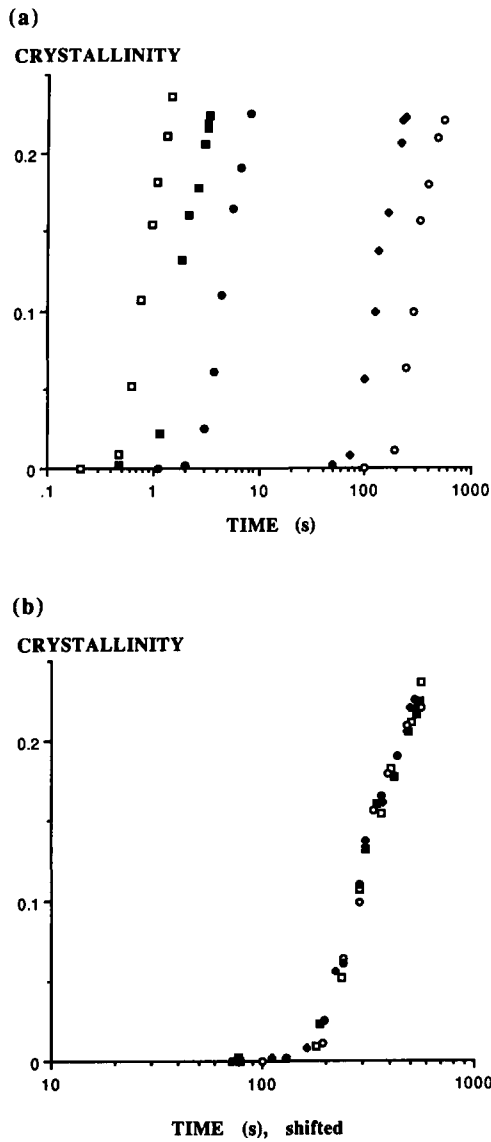 (a)
CRYSTALLINITY
0.2
0.1
0
.1 1 10 100 1000
TIME (s)
(b)
CRYSTALLINITY
0.2
0.1
0
10 100 1000
TIME (s), shifted